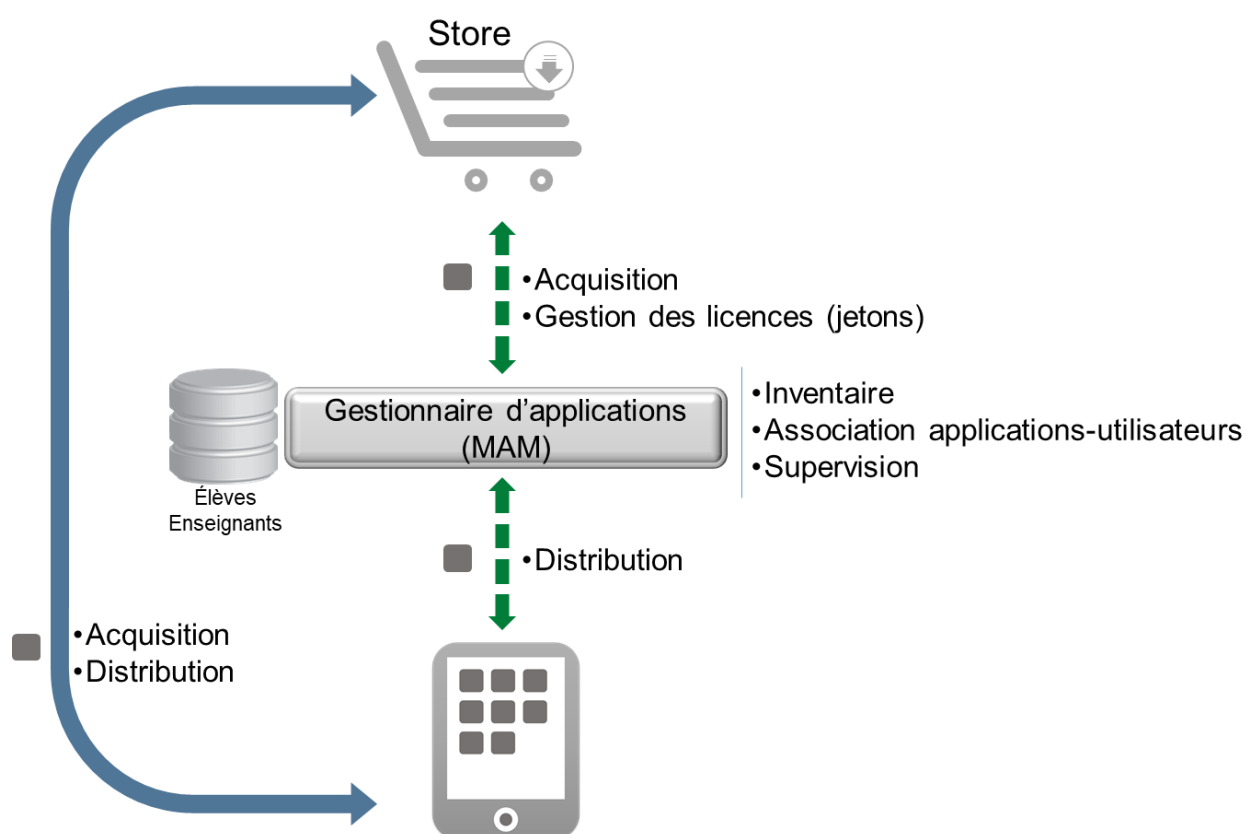 Store
•Acquisition
•Gestion des licences (jetons)
Gestionnaire d’applications
(MAM)
•Inventaire
•Association applications-utilisateurs
•Supervision
Élèves
Enseignants
•Distribution
•Acquisition
•Distribution